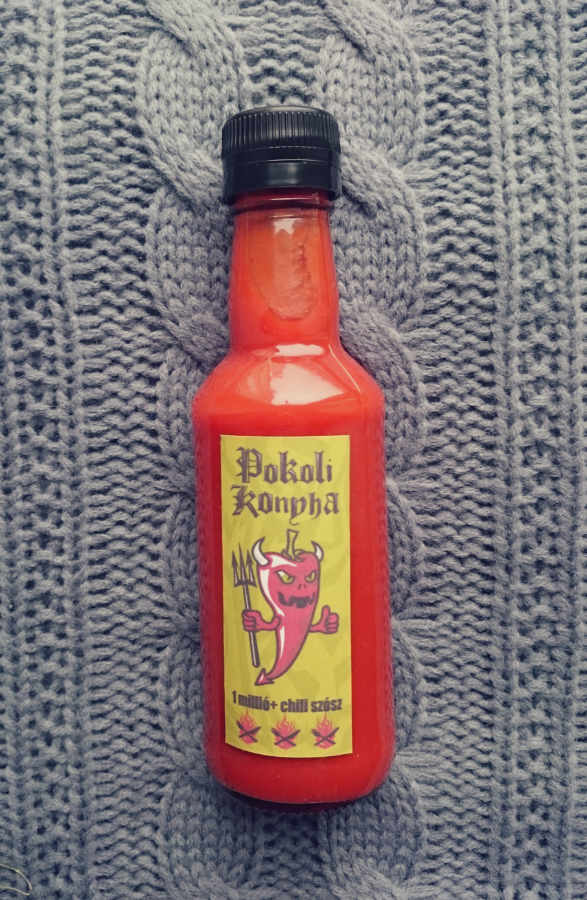 Pokoli
Konyha
1 millió+ chili szósz